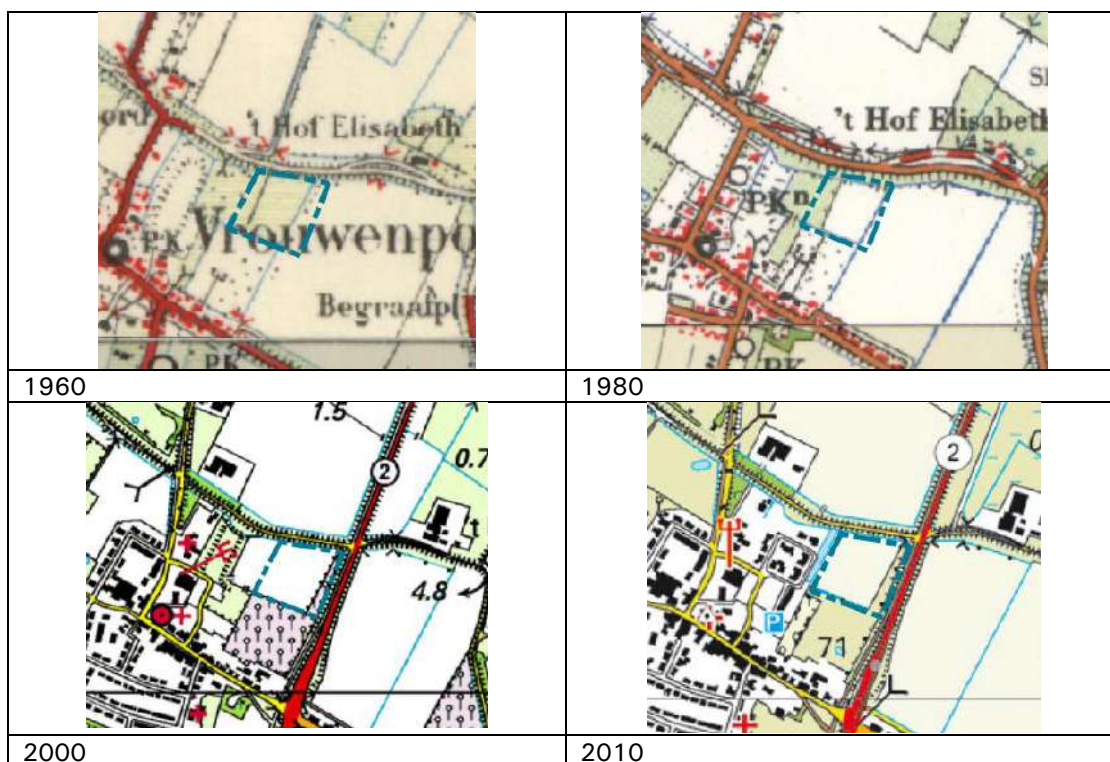 ord
't Hof Elisabeth
PK
Vrouwenpo
Begraafpl
PK
't Hof Elisabeth
PKn
PK
1960
1980
1.5
2
0.7
4.8
2
71
2000
2010